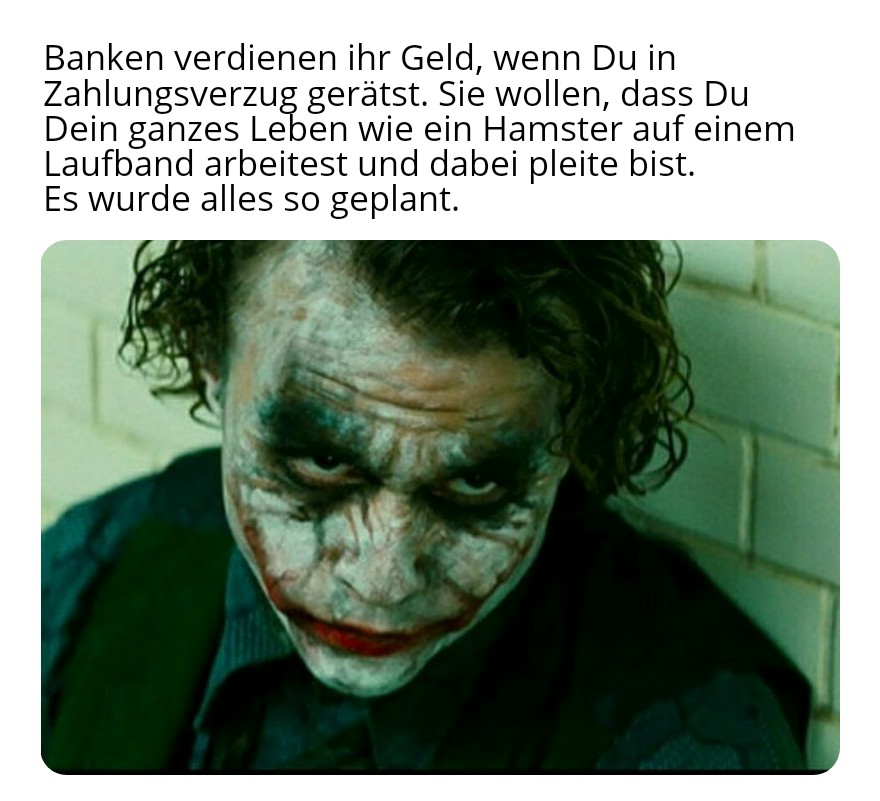 Banken verdienen ihr Geld, wenn Du in
Zahlungsverzug gerätst. Sie wollen, dass Du
Dein ganzes Leben wie ein Hamster auf einem
Laufband arbeitest und dabei pleite bist.
Es wurde alles so geplant.